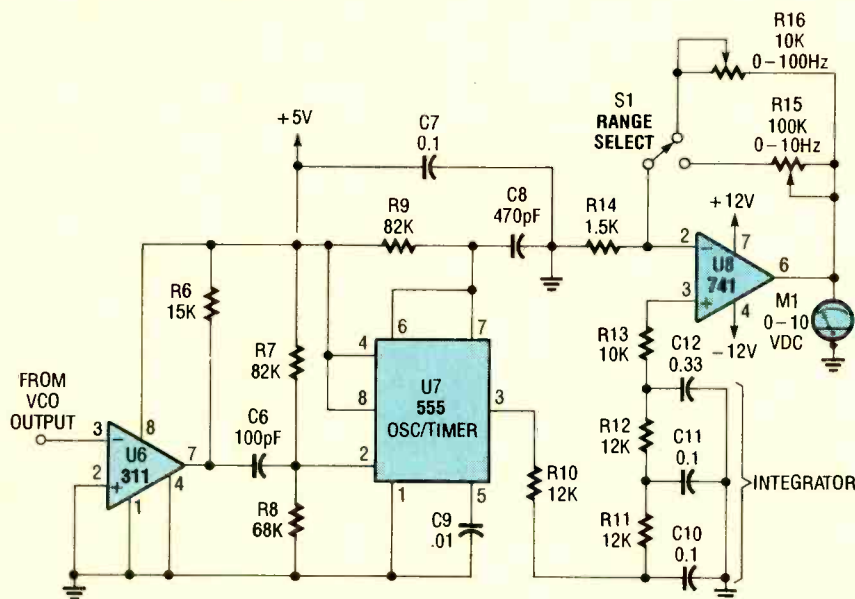 R16
10K
0–100Hz
S1
RANGE
SELECT
R15
100K
0–10Hz
+5V
C7
0.1
R9
82K
C8
470pF
R14
1.5K
+12V
2
–
7
U8
741
6
3
+
4
–12V
M1
0–10
VDC
R6
15K
R7
82K
6
7
4
8
U7
555
OSC/TIMER
3
2
1
5
R13
10K
C12
0.33
R12
12K
C11
0.1
INTEGRATOR
R11
12K
C10
0.1
R10
12K
FROM
VCO
OUTPUT
3
–
8
U6
311
7
2
+
4
1
C6
100pF
R8
68K
C9
.01